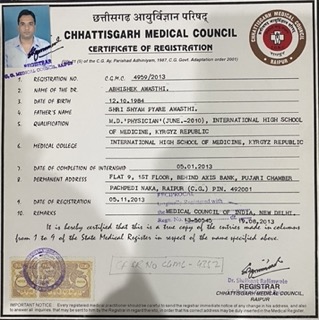 छत्तीसगढ़ आयुर्विज्ञान परिषद्
CHHATTISGARH MEDICAL COUNCIL
CERTIFICATE OF REGISTRATION
REGISTRAR
C.G. MEDICAL COUNCIL, RAIPUR
1 REGISTRATION NO. C.G.M.C. 4959/2013
2 NAME OF THE DR. ABHISHEK AWASTHI.
3 DATE OF BIRTH 12.10.1984
4 FATHER'S NAME SHRI SHYAM PYARE AWASTHI.
5 QUALIFICATION M.D.'PHYSICIAN'(JUNE-2010), INTERNATIONAL HIGH SCHOOL
OF MEDICINE, KYRGYZ REPUBLIC
6 MEDICAL COLLEGE INTERNATIONAL HIGH SCHOOL OF MEDICINE, KYRGYZ REPUBLIC
7 DATE OF COMPLETION OF INTERNSHIP 05.01.2013
8 PERMANENT ADDRESS FLAT 9, 1ST FLOOR, BEHIND AXIS BANK, PUJARI CHAMBER
PACHPEDI NAKA, RAIPUR (C.G.) PIN. 492001
9 DATE OF REGISTRATION 05.11.2013
10 REMARKS MEDICAL COUNCIL OF INDIA, NEW DELHI.
It is hereby certified that this is a true copy of the entries made in columns
from 1 to 9 of the State Medical Register in respect of the name specified above.
REGISTRAR
CHHATTISGARH MEDICAL COUNCIL,
RAIPUR